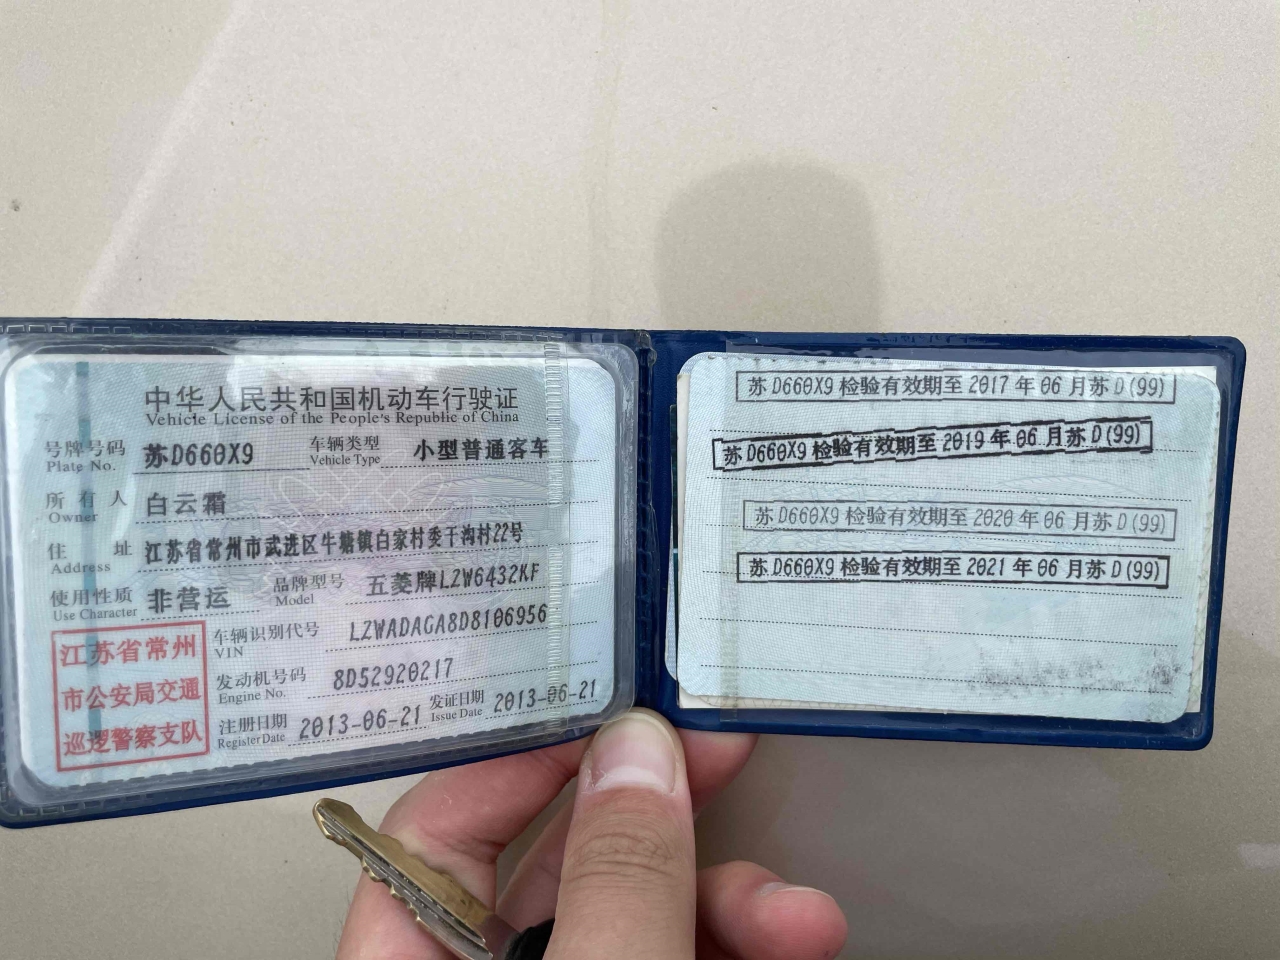 中华人民共和国机动车行驶证
Vehicle License of the People's Republic of China
号牌号码 苏D660X9 车辆类型 小型普通客车
Plate No. Vehicle Type
所有人 白云霜
Owner
住址 江苏省常州市武进区牛塘镇白家村委干沟村22号
Address
使用性质 非营运 品牌型号 五菱牌LZW6432KF
Use Character Model
车辆识别代号 LZWADAGA8D8106956
VIN
发动机号码 8D52920217
Engine No.
注册日期 2013-06-21 发证日期 2013-06-21
Register Date Issue Date
江苏省常州
市公安局交通
巡逻警察支队
苏D660X9 检验有效期至 2017 年 06 月苏 D (99)
苏D660X9 检验有效期至 2019 年 06 月苏 D (99)
苏D660X9 检验有效期至 2020 年 06 月苏 D (99)
苏D660X9 检验有效期至 2021 年 06 月苏 D (99)